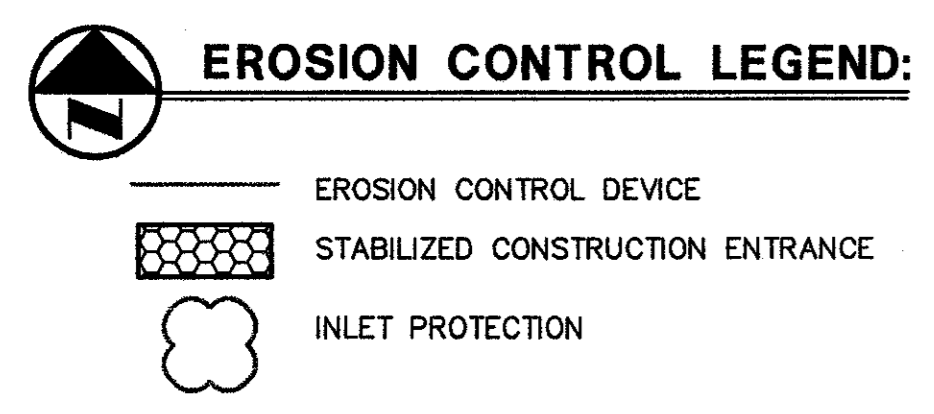 N
EROSION CONTROL LEGEND:
EROSION CONTROL DEVICE
STABILIZED CONSTRUCTION ENTRANCE
INLET PROTECTION